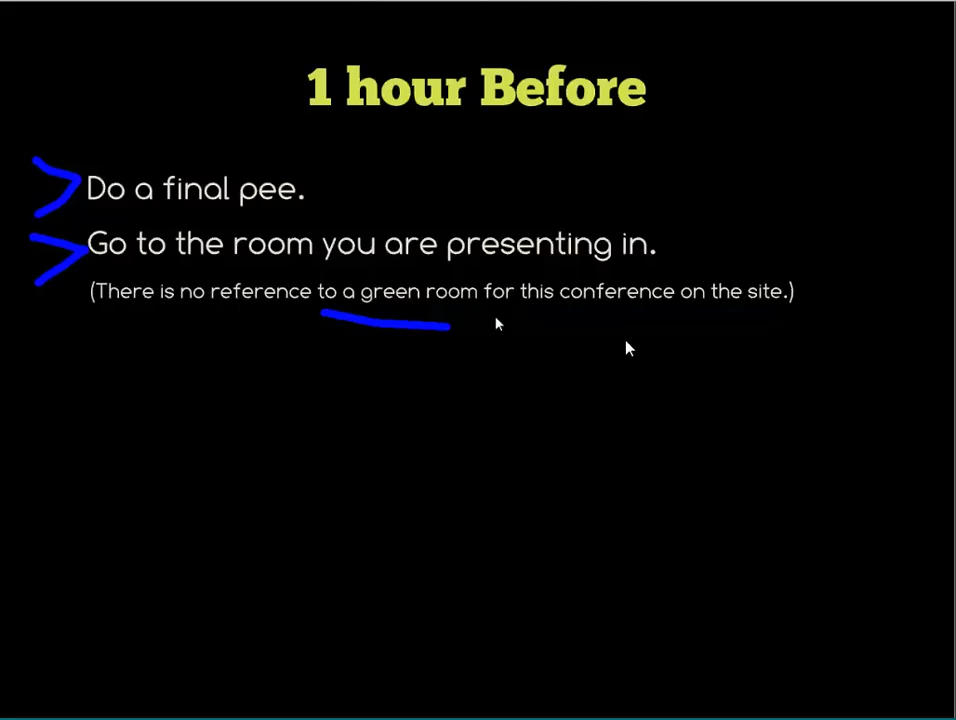 1 hour Before
Do a final pee.
Go to the room you are presenting in.
(There is no reference to a green room for this conference on the site.)